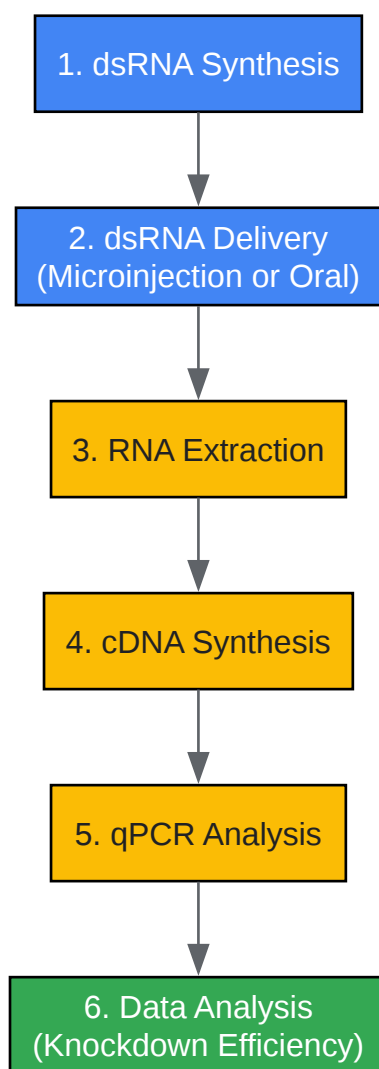 1. dsRNA Synthesis
2. dsRNA Delivery
(Microinjection or Oral)
3. RNA Extraction
4. cDNA Synthesis
5. qPCR Analysis
6. Data Analysis
(Knockdown Efficiency)